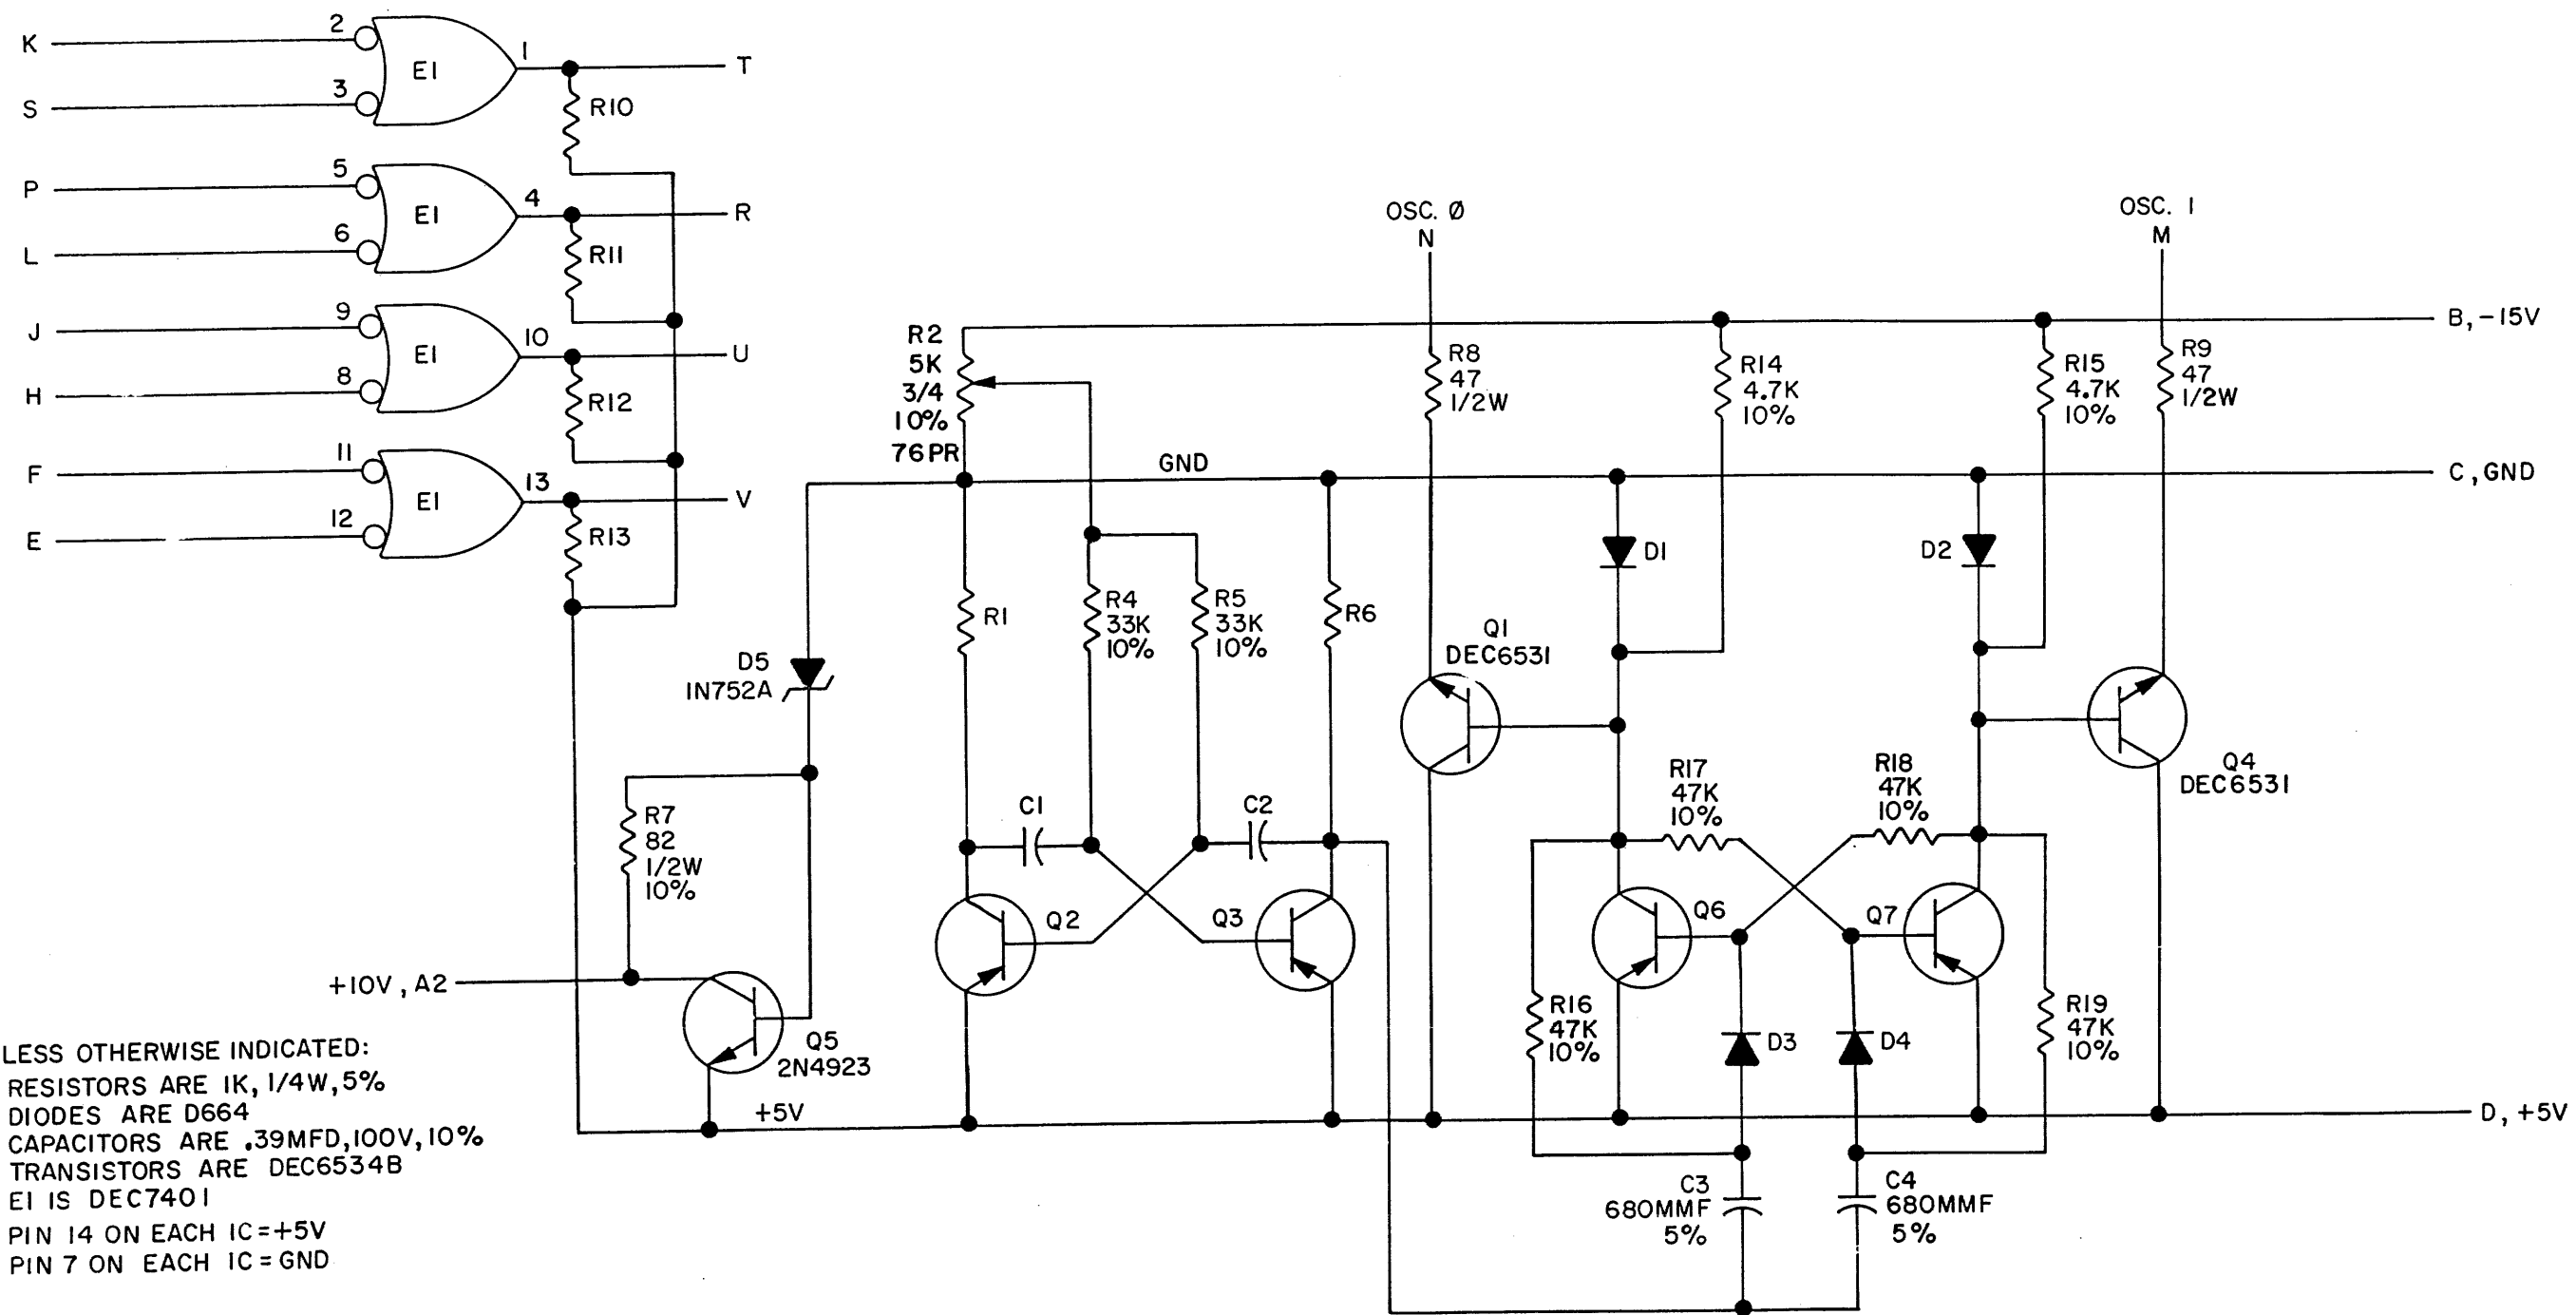 K
2
3
S
E1
1
T
R10
P
5
6
L
E1
4
R
R11
J
9
8
H
E1
10
U
R12
F
11
12
E
E1
13
V
R13
OSC. Ø
N
OSC. 1
M
B, -15V
R2
5K
3/4
10%
76PR
R8
47
1/2W
R14
4.7K
10%
R15
4.7K
10%
R9
47
1/2W
GND
C, GND
D1
D2
R1
R4
33K
10%
R5
33K
10%
R6
Q1
DEC6531
D5
IN752A
Q4
DEC6531
R17
47K
10%
R18
47K
10%
R7
82
1/2W
10%
C1
C2
Q2
Q3
Q6
Q7
+10V, A2
Q5
2N4923
R16
47K
10%
D3
D4
R19
47K
10%
+5V
D, +5V
C3
680MMF
5%
C4
680MMF
5%
LESS OTHERWISE INDICATED:
RESISTORS ARE 1K, 1/4W, 5%
DIODES ARE D664
CAPACITORS ARE .39MFD, 100V, 10%
TRANSISTORS ARE DEC6534B
E1 IS DEC7401
PIN 14 ON EACH IC = +5V
PIN 7 ON EACH IC = GND